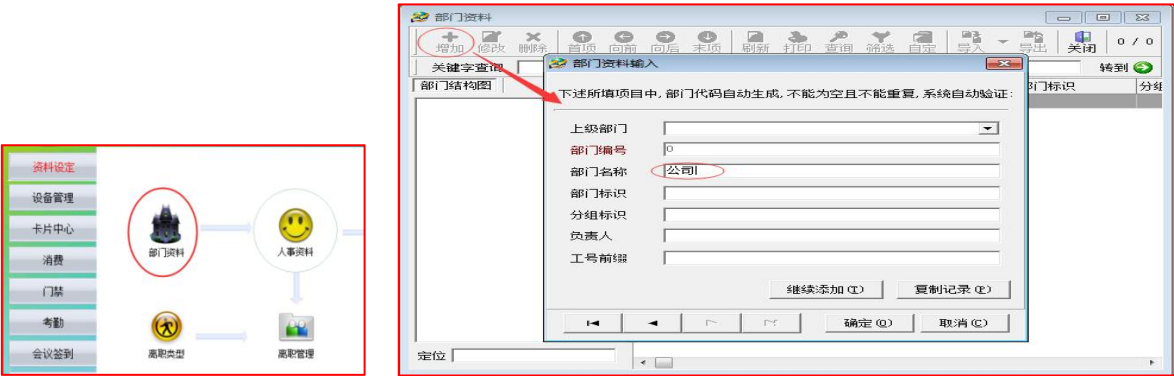 资料设定
设备管理
卡片中心
消费
门禁
考勤
会议签到
部门资料
人事资料
离职类型
离职管理
部门资料
增加 修改 删除 首项 向前 向后 末项 刷新 打印 查询 筛选 自定 导入 导出 关闭 0 / 0
关键字查询 转到
部门结构图 部门标识 分组
部门资料输入
下述所填项目中,部门代码自动生成,不能为空且不能重复,系统自动验证:
上级部门
部门编号 0
部门名称 公司
部门标识
分组标识
负责人
工号前缀
继续添加(T) 复制记录(P)
确定(O) 取消(C)
定位